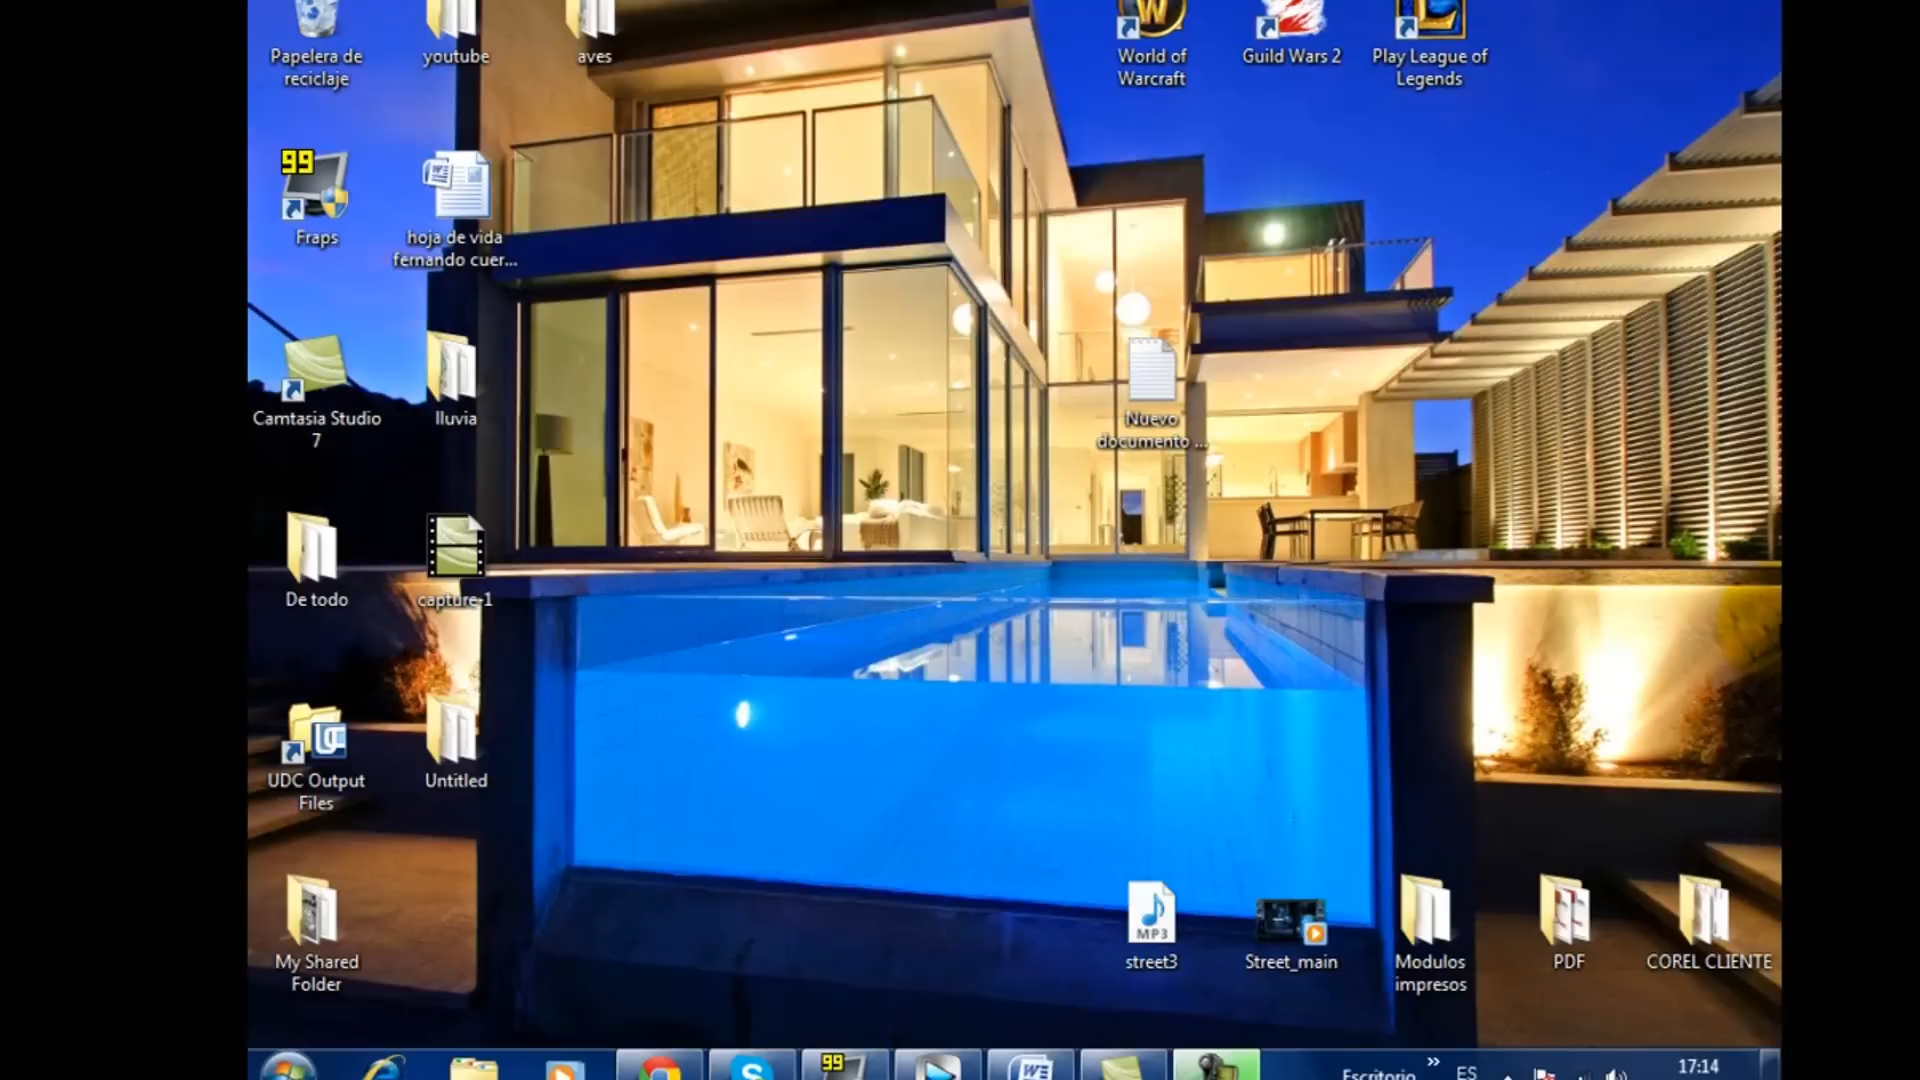 Papelera de
reciclaje
youtube
aves
World of
Warcraft
Guild Wars 2
Play League of
Legends
99
Fraps
hoja de vida
fernando cuer...
Camtasia Studio
7
lluvia
Nuevo
documento ...
De todo
capture-1
UDC Output
Files
Untitled
My Shared
Folder
MP3
street3
Street_main
Modulos
impresos
PDF
COREL CLIENTE
99
Escritorio
»
ES
17:14